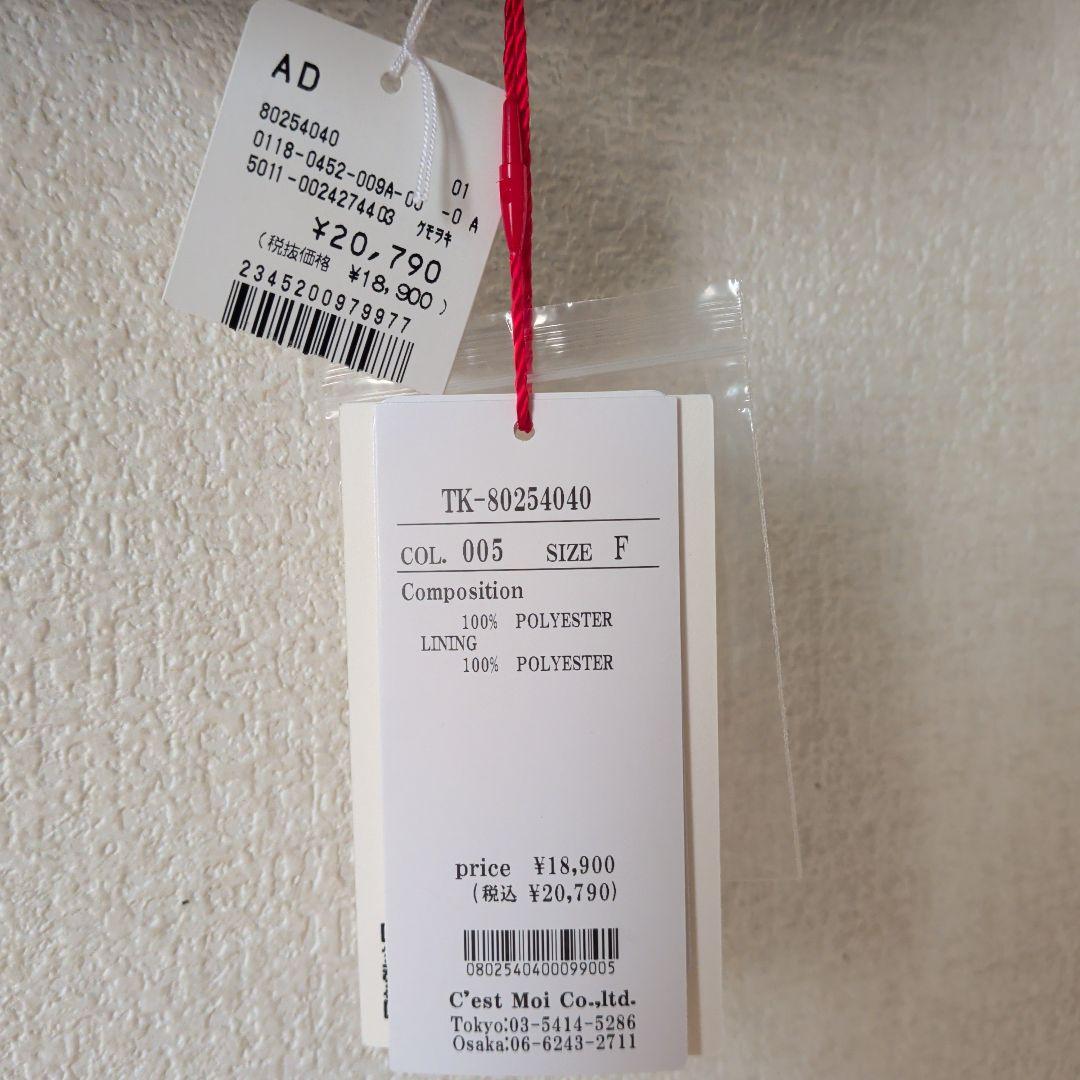 AD
80254040
0118-0452-009A- 01
5011-0024274403 -0 A
ケモヲキ
¥20,790
(税抜価格 ¥18,900)
2345200979977
TK-80254040
COL. 005 SIZE F
Composition
100% POLYESTER
LINING
100% POLYESTER
price ¥18,900
(税込 ¥20,790)
0802540400099005
C'est Moi Co.,ltd.
Tokyo:03-5414-5286
Osaka:06-6243-2711